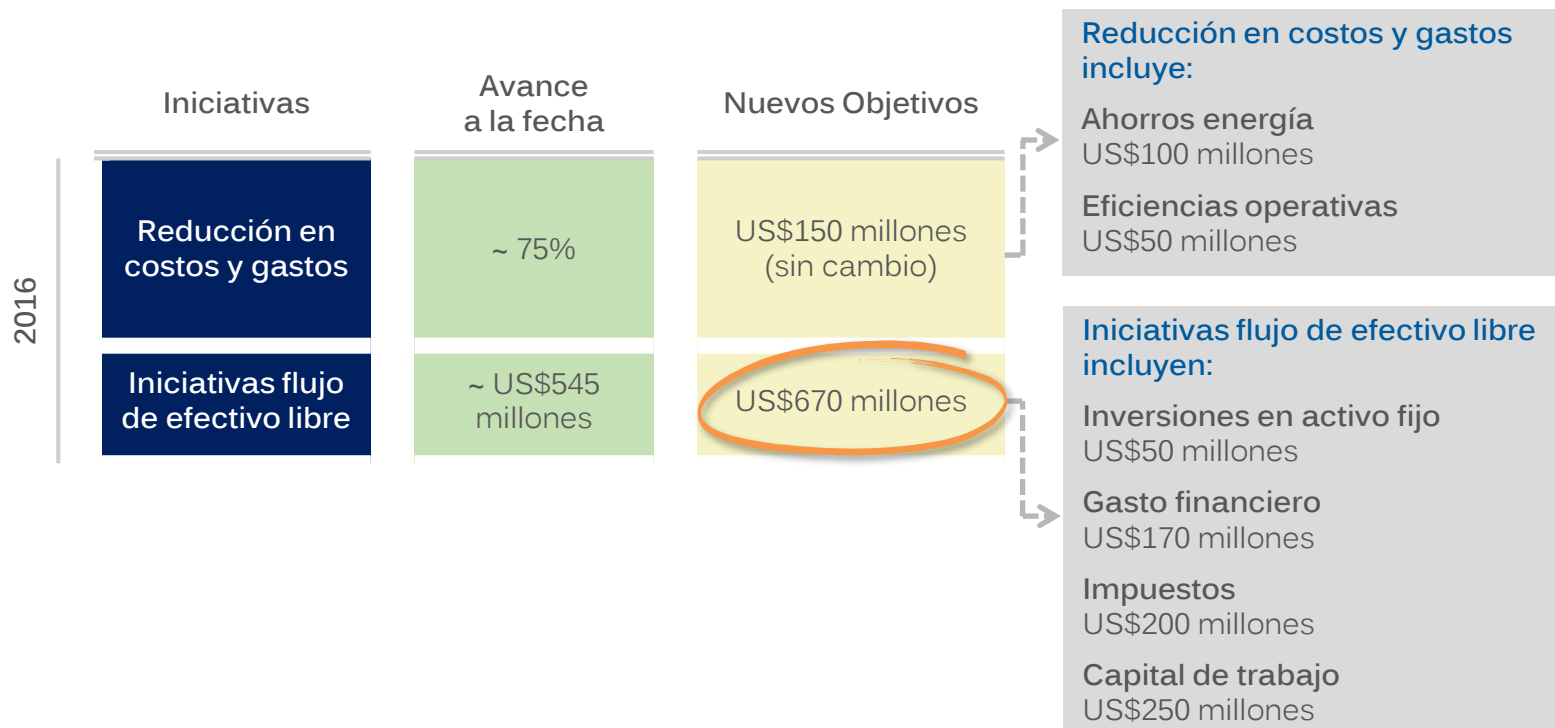 Iniciativas
Avance
a la fecha
Nuevos Objetivos
2016
Reducción en
costos y gastos
~ 75%
US$150 millones
(sin cambio)
Iniciativas flujo
de efectivo libre
~ US$545
millones
US$670 millones
Reducción en costos y gastos
incluye:
Ahorros energía
US$100 millones
Eficiencias operativas
US$50 millones
Iniciativas flujo de efectivo libre
incluyen:
Inversiones en activo fijo
US$50 millones
Gasto financiero
US$170 millones
Impuestos
US$200 millones
Capital de trabajo
US$250 millones